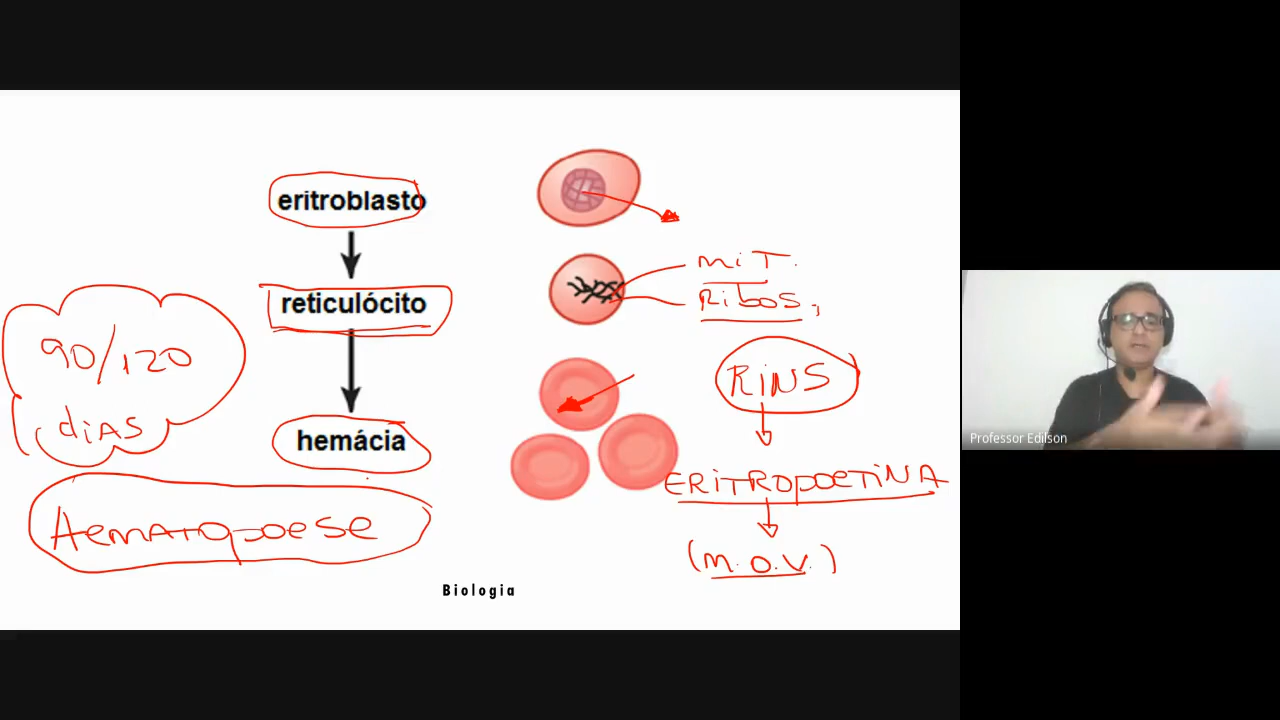 eritroblasto
reticulócito
hemácia
90/120
diAS
HemATOpoese
miT.
Ribos,
RiNS
ERiTROpOETiNA
(m.O.V.)
Biologia
Professor Edilson